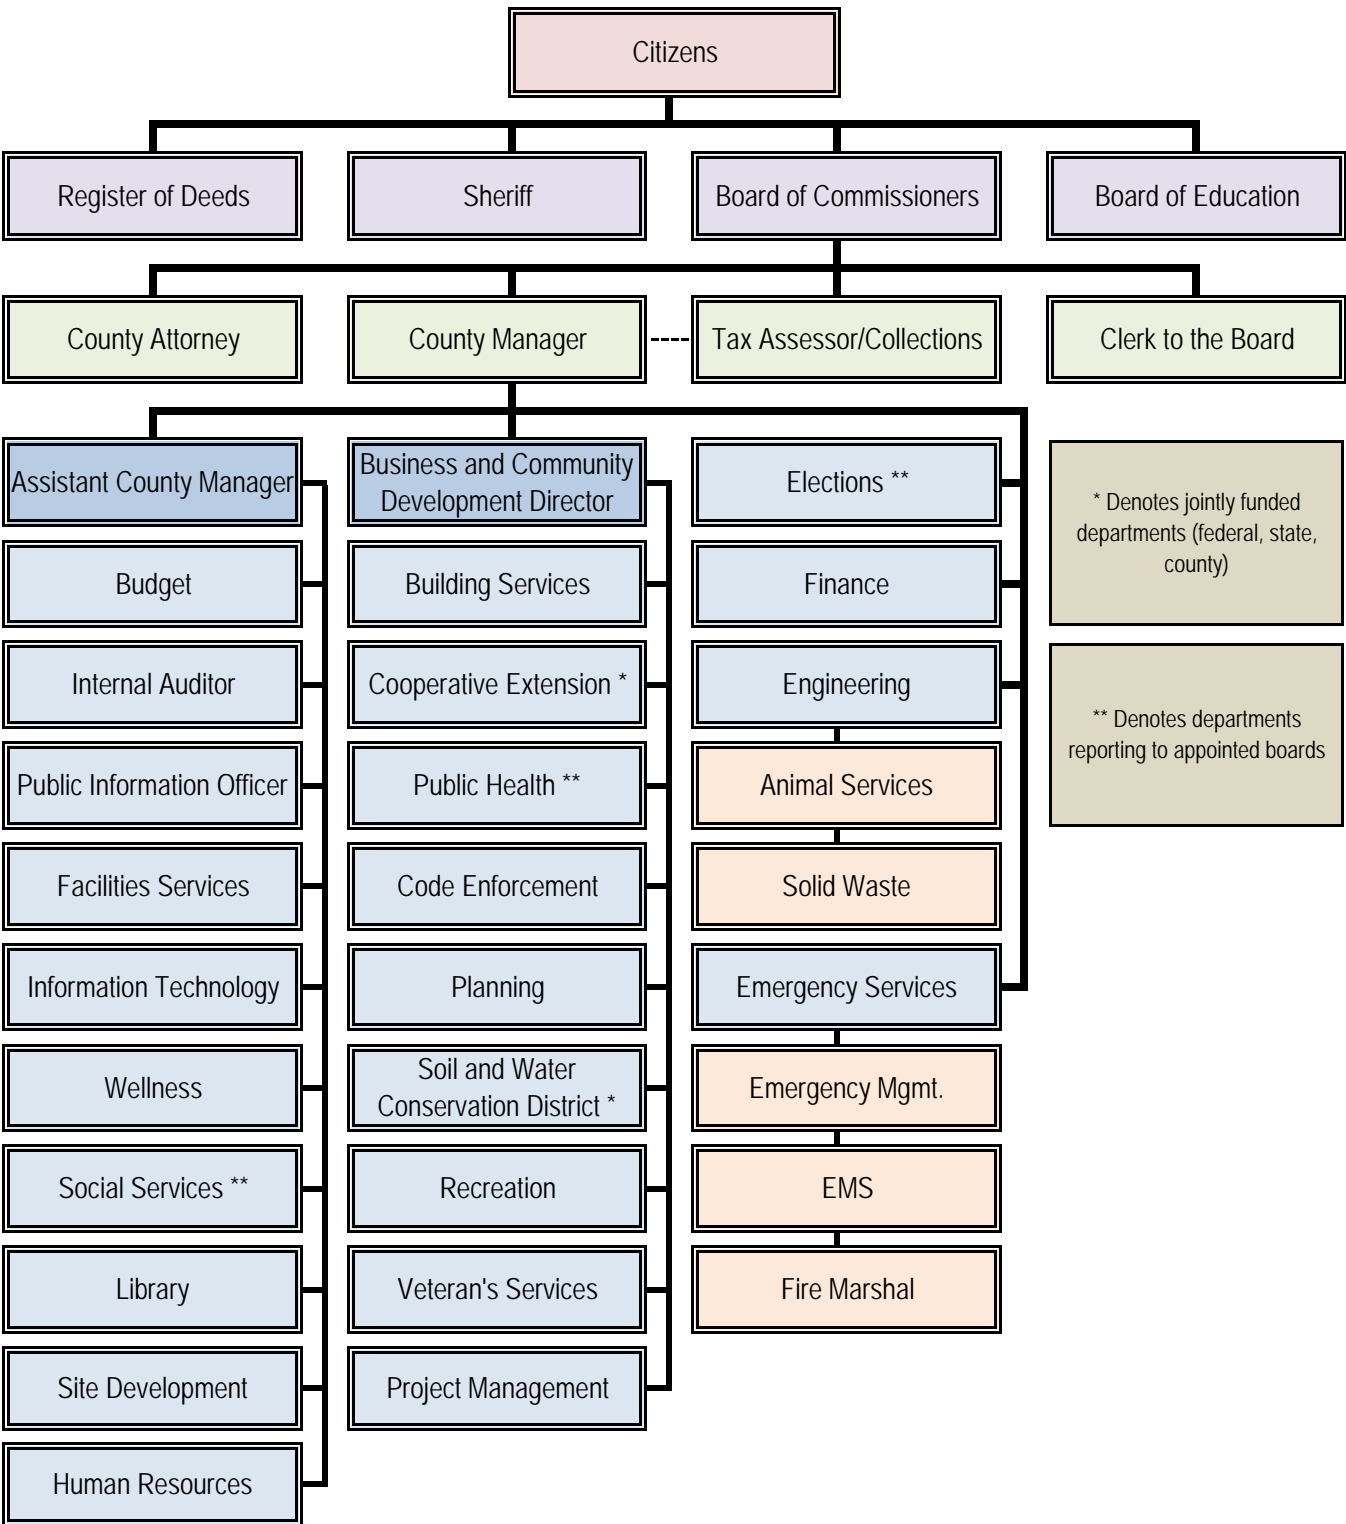 Citizens
Register of Deeds
Sheriff
Board of Commissioners
Board of Education
County Attorney
County Manager
Tax Assessor/Collections
Clerk to the Board
Assistant County Manager
Budget
Internal Auditor
Public Information Officer
Facilities Services
Information Technology
Wellness
Social Services **
Library
Site Development
Human Resources
Business and Community
Development Director
Building Services
Cooperative Extension *
Public Health **
Code Enforcement
Planning
Soil and Water
Conservation District *
Recreation
Veteran's Services
Project Management
Elections **
Finance
Engineering
Animal Services
Solid Waste
Emergency Services
Emergency Mgmt.
EMS
Fire Marshal
* Denotes jointly funded
departments (federal, state,
county)
** Denotes departments
reporting to appointed boards